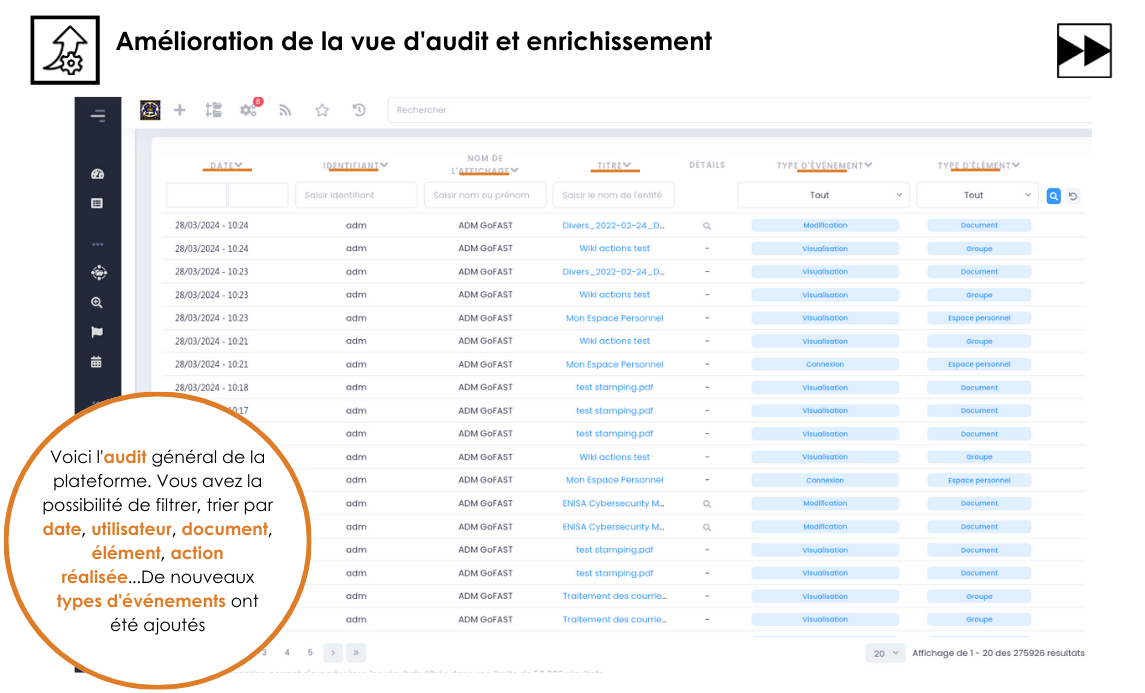 Amélioration de la vue d'audit et enrichissement
8
Rechercher
DATE IDENTIFIANT NOM DE L'AFFICHAGE TITRE DÉTAILS TYPE D'ÉVÉNEMENT TYPE D'ÉLÉMENT
Saisir identifiant Saisir nom ou prénom Saisir le nom de l'entité Tout Tout
28/03/2024 - 10:24 adm ADM GoFAST Divers_2022-02-24_D... Modification Document
28/03/2024 - 10:24 adm ADM GoFAST Wiki actions test - Visualisation Groupe
28/03/2024 - 10:23 adm ADM GoFAST Divers_2022-02-24_D... - Visualisation Document
28/03/2024 - 10:23 adm ADM GoFAST Wiki actions test - Visualisation Groupe
28/03/2024 - 10:23 adm ADM GoFAST Mon Espace Personnel - Visualisation Espace personnel
28/03/2024 - 10:21 adm ADM GoFAST Wiki actions test - Visualisation Groupe
28/03/2024 - 10:21 adm ADM GoFAST Mon Espace Personnel - Connexion Espace personnel
28/03/2024 - 10:18 adm ADM GoFAST test stamping.pdf - Visualisation Document
10:17 adm ADM GoFAST test stamping.pdf - Visualisation Document
adm ADM GoFAST test stamping.pdf - Visualisation Document
adm ADM GoFAST Wiki actions test - Visualisation Groupe
adm ADM GoFAST Mon Espace Personnel - Connexion Espace personnel
adm ADM GoFAST ENISA Cybersecurity M... Modification Document
adm ADM GoFAST ENISA Cybersecurity M... Modification Document
adm ADM GoFAST test stamping.pdf - Visualisation Document
adm ADM GoFAST test stamping.pdf - Visualisation Document
adm ADM GoFAST Traitement des courrie... - Visualisation Groupe
adm ADM GoFAST Traitement des courrie... - Visualisation Groupe
3 4 5 › » 20 Affichage de 1 - 20 des 275926 resultats
Voici l'audit général de la
plateforme. Vous avez la
possibilité de filtrer, trier par
date, utilisateur, document,
élément, action
réalisée...De nouveaux
types d'événements ont
été ajoutés